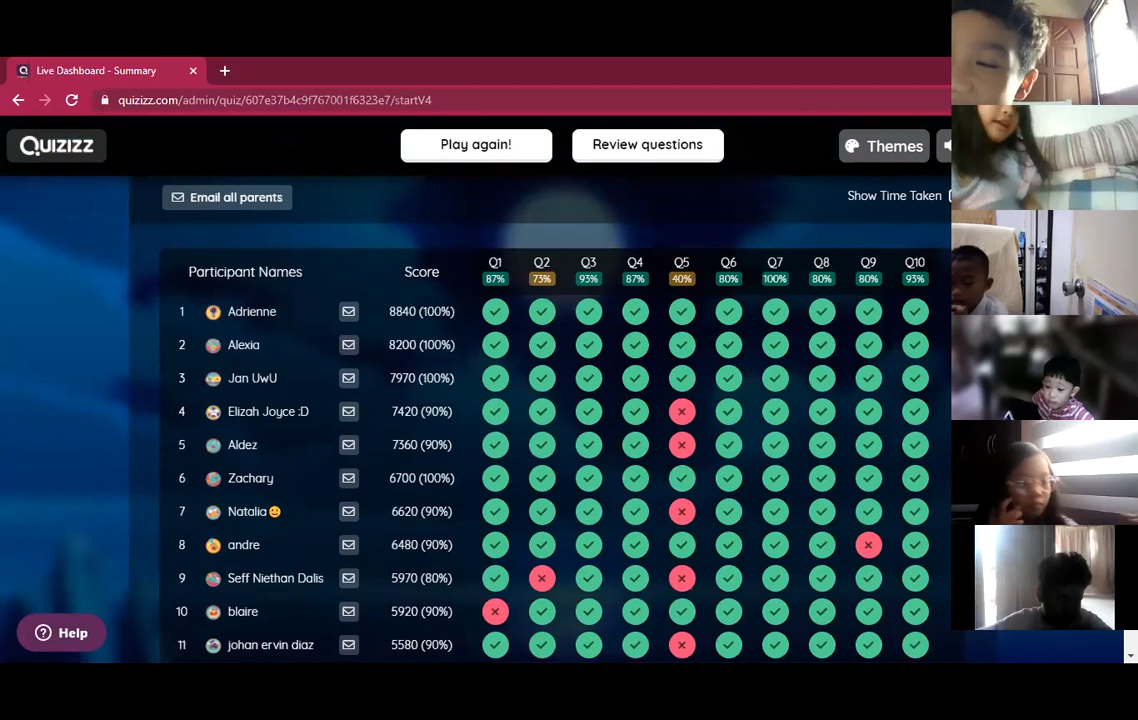 Live Dashboard - Summary
quizizz.com/admin/quiz/607e37b4c9f767001f6323e7/startV4
QUIZIZZ
Play again!
Review questions
Themes
Email all parents
Show Time Taken
Participant Names Score Q1 Q2 Q3 Q4 Q5 Q6 Q7 Q8 Q9 Q10
87% 73% 93% 87% 40% 80% 100% 80% 80% 93%
1 Adrienne 8840 (100%)
2 Alexia 8200 (100%)
3 Jan UwU 7970 (100%)
4 Elizah Joyce :D 7420 (90%)
5 Aldez 7360 (90%)
6 Zachary 6700 (100%)
7 Natalia🙂 6620 (90%)
8 andre 6480 (90%)
9 Seff Niethan Dalis 5970 (80%)
10 blaire 5920 (90%)
11 johan ervin diaz 5580 (90%)
Help